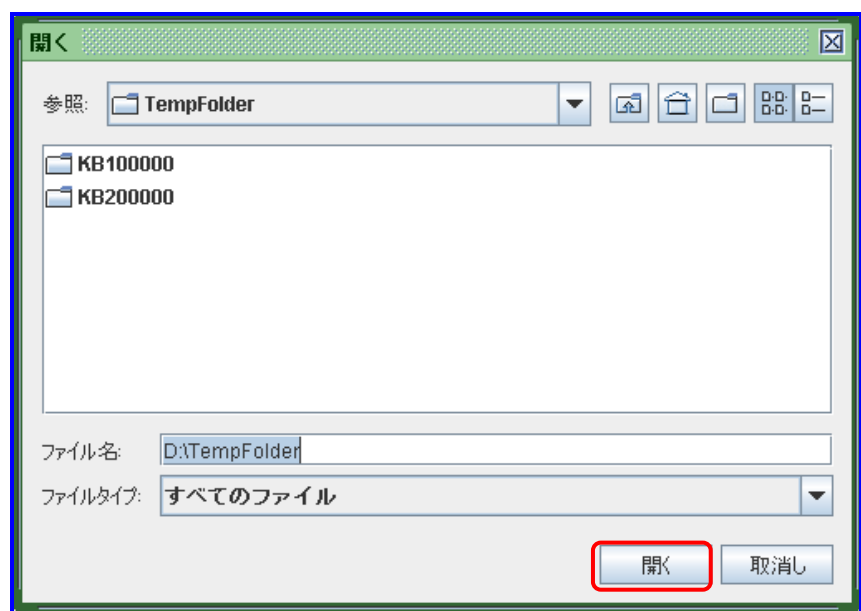 開く
参照: TempFolder
KB100000
KB200000
ファイル名: D:\TempFolder
ファイルタイプ: すべてのファイル
開く 取消し